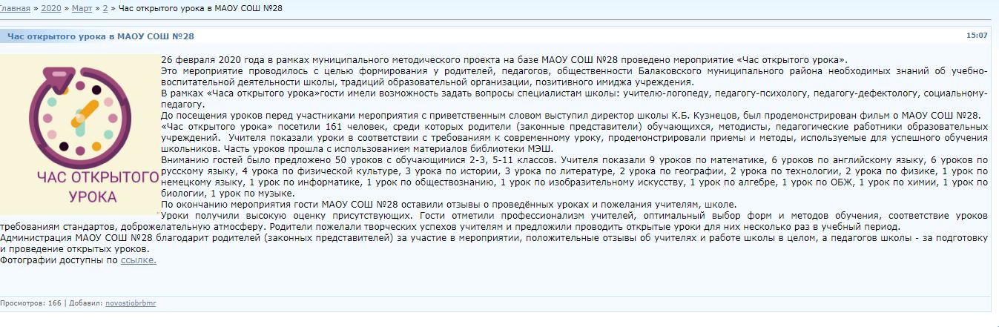 Главная » 2020 » Март » 2 » Час открытого урока в МАОУ СОШ №28
Час открытого урока в МАОУ СОШ №28 15:07
26 февраля 2020 года в рамках муниципального методического проекта на базе МАОУ СОШ №28 проведено мероприятие «Час открытого урока».
Это мероприятие проводилось с целью формирования у родителей, педагогов, общественности Балаковского муниципального района необходимых знаний об учебно-
воспитательной деятельности школы, традиций образовательной организации, позитивного имиджа учреждения.
В рамках «Часа открытого урока»гости имели возможность задать вопросы специалистам школы: учителю-логопеду, педагогу-психологу, педагогу-дефектологу, социальному-
педагогу.
До посещения уроков перед участниками мероприятия с приветственным словом выступил директор школы К.Б. Кузнецов, был продемонстрирован фильм о МАОУ СОШ №28.
«Час открытого урока» посетили 161 человек, среди которых родители (законные представители) обучающихся, методисты, педагогические работники образовательных
учреждений. Учителя показали уроки в соответствии с требованиям к современному уроку, продемонстрировали приемы и методы, используемые для успешного обучения
школьников. Часть уроков прошла с использованием материалов библиотеки МЭШ.
Вниманию гостей было предложено 50 уроков с обучающимися 2-3, 5-11 классов. Учителя показали 9 уроков по математике, 6 уроков по английскому языку, 6 уроков по
русскому языку, 4 урока по физической культуре, 3 урока по истории, 3 урока по литературе, 2 урока по географии, 2 урока по технологии, 2 урока по физике, 1 урок по
немецкому языку, 1 урок по информатике, 1 урок по обществознанию, 1 урок по изобразительному искусству, 1 урок по алгебре, 1 урок по ОБЖ, 1 урок по химии, 1 урок по
биологии, 1 урок по музыке.
По окончанию мероприятия гости МАОУ СОШ №28 оставили отзывы о проведённых уроках и пожелания учителям, школе.
Уроки получили высокую оценку присутствующих. Гости отметили профессионализм учителей, оптимальный выбор форм и методов обучения, соответствие уроков
требованиям стандартов, доброжелательную атмосферу. Родители пожелали творческих успехов учителям и предложили проводить открытые уроки для них несколько раз в учебный период.
Администрация МАОУ СОШ №28 благодарит родителей (законных представителей) за участие в мероприятии, положительные отзывы об учителях и работе школы в целом, а педагогов школы - за подготовку
и проведение открытых уроков.
Фотографии доступны по ссылке.
ЧАС ОТКРЫТОГО
УРОКА
Просмотров: 166 | Добавил: novostiobrbmr